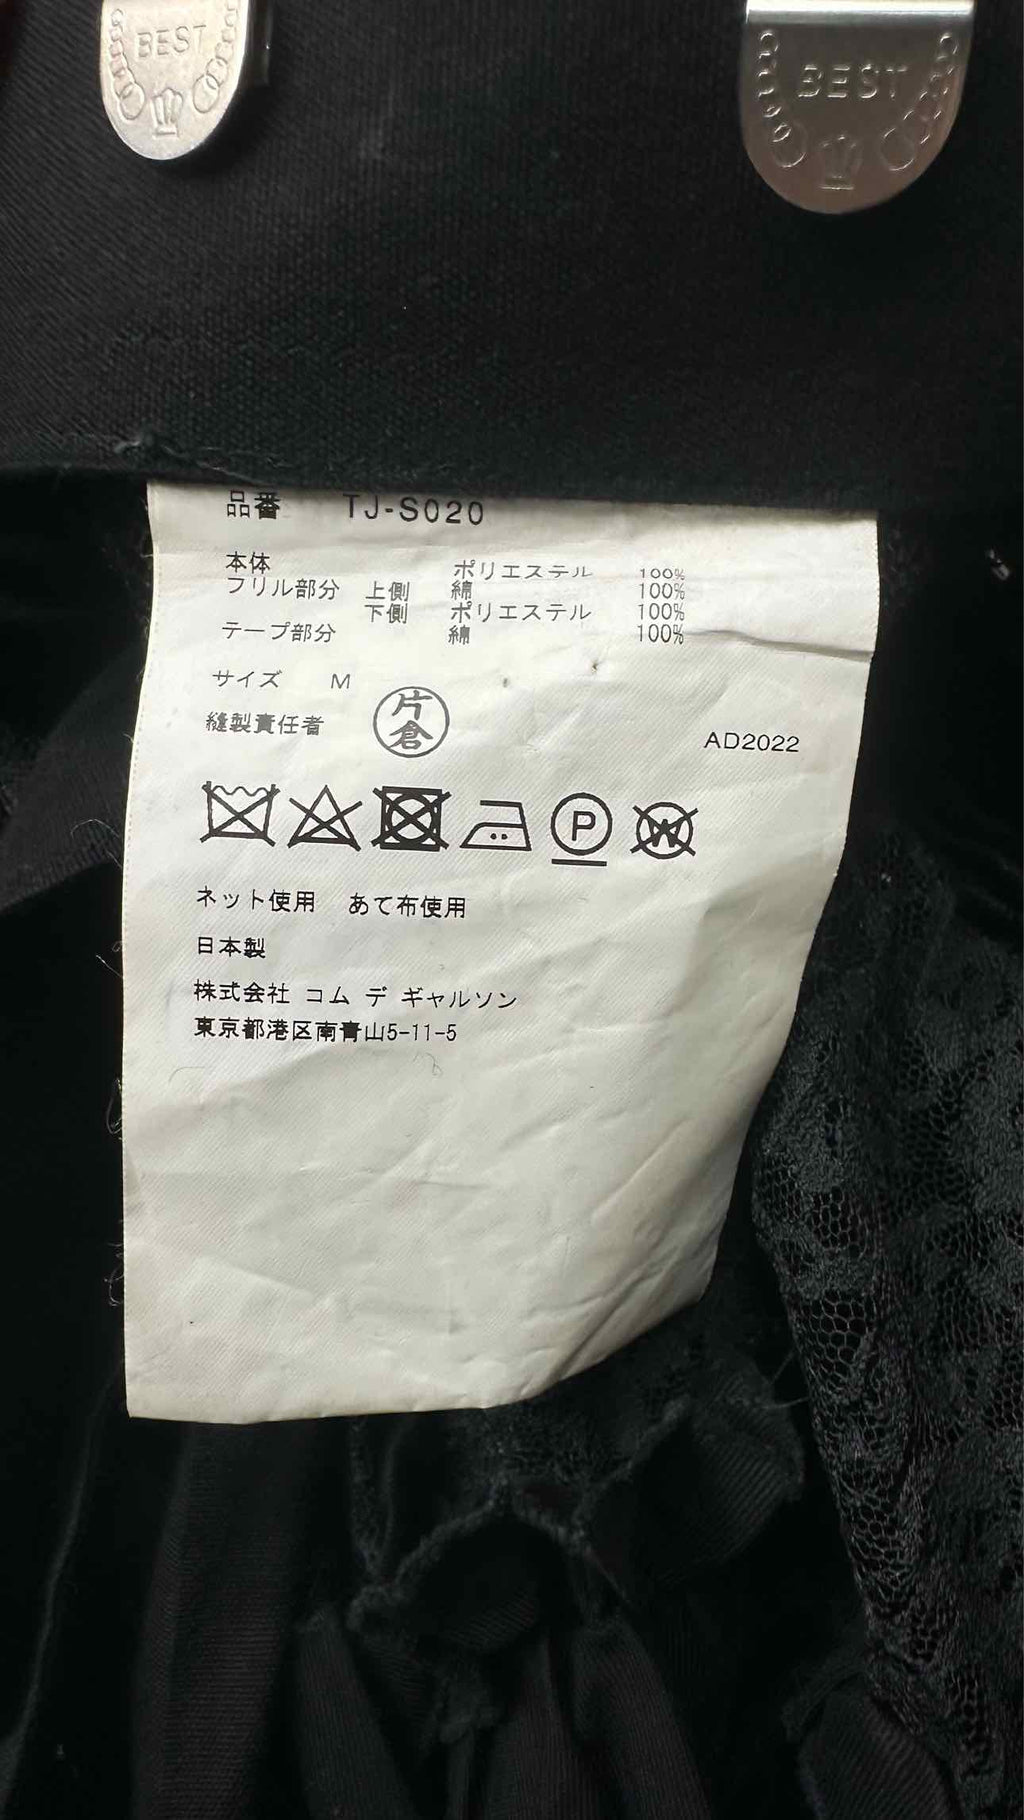 BEST
BEST
品番 TJ-S020
本体 ポリエステル 100%
フリル部分 上側 綿 100%
下側 ポリエステル 100%
テープ部分 綿 100%
サイズ M
縫製責任者 片倉
AD2022
P W
ネット使用 あて布使用
日本製
株式会社 コム デ ギャルソン
東京都港区南青山5-11-5